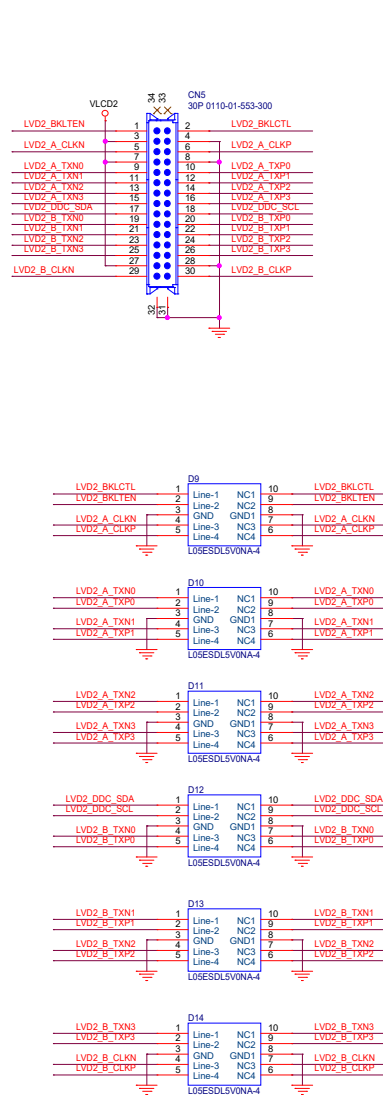 34 33 CN5
30P 0110-01-553-300
VLCD2
LVD2_BKLTEN 1 2 LVD2_BKLCTL
3 4
LVD2_A_CLKN 5 6 LVD2_A_CLKP
7 8
LVD2_A_TXN0 9 10 LVD2_A_TXP0
LVD2_A_TXN1 11 12 LVD2_A_TXP1
LVD2_A_TXN2 13 14 LVD2_A_TXP2
LVD2_A_TXN3 15 16 LVD2_A_TXP3
LVD2_DDC_SDA 17 18 LVD2_DDC_SCL
LVD2_B_TXN0 19 20 LVD2_B_TXP0
LVD2_B_TXN1 21 22 LVD2_B_TXP1
LVD2_B_TXN2 23 24 LVD2_B_TXP2
LVD2_B_TXN3 25 26 LVD2_B_TXP3
27 28
LVD2_B_CLKN 29 30 LVD2_B_CLKP
32 31
D9
LVD2_BKLCTL 1 Line-1 NC1 10 LVD2_BKLCTL
LVD2_BKLTEN 2 Line-2 NC2 9 LVD2_BKLTEN
3 GND GND1 8
LVD2_A_CLKN 4 Line-3 NC3 7 LVD2_A_CLKN
LVD2_A_CLKP 5 Line-4 NC4 6 LVD2_A_CLKP
L05ESDL5V0NA-4
D10
LVD2_A_TXN0 1 Line-1 NC1 10 LVD2_A_TXN0
LVD2_A_TXP0 2 Line-2 NC2 9 LVD2_A_TXP0
3 GND GND1 8
LVD2_A_TXN1 4 Line-3 NC3 7 LVD2_A_TXN1
LVD2_A_TXP1 5 Line-4 NC4 6 LVD2_A_TXP1
L05ESDL5V0NA-4
D11
LVD2_A_TXN2 1 Line-1 NC1 10 LVD2_A_TXN2
LVD2_A_TXP2 2 Line-2 NC2 9 LVD2_A_TXP2
3 GND GND1 8
LVD2_A_TXN3 4 Line-3 NC3 7 LVD2_A_TXN3
LVD2_A_TXP3 5 Line-4 NC4 6 LVD2_A_TXP3
L05ESDL5V0NA-4
D12
LVD2_DDC_SDA 1 Line-1 NC1 10 LVD2_DDC_SDA
LVD2_DDC_SCL 2 Line-2 NC2 9 LVD2_DDC_SCL
3 GND GND1 8
LVD2_B_TXN0 4 Line-3 NC3 7 LVD2_B_TXN0
LVD2_B_TXP0 5 Line-4 NC4 6 LVD2_B_TXP0
L05ESDL5V0NA-4
D13
LVD2_B_TXN1 1 Line-1 NC1 10 LVD2_B_TXN1
LVD2_B_TXP1 2 Line-2 NC2 9 LVD2_B_TXP1
3 GND GND1 8
LVD2_B_TXN2 4 Line-3 NC3 7 LVD2_B_TXN2
LVD2_B_TXP2 5 Line-4 NC4 6 LVD2_B_TXP2
L05ESDL5V0NA-4
D14
LVD2_B_TXN3 1 Line-1 NC1 10 LVD2_B_TXN3
LVD2_B_TXP3 2 Line-2 NC2 9 LVD2_B_TXP3
3 GND GND1 8
LVD2_B_CLKN 4 Line-3 NC3 7 LVD2_B_CLKN
LVD2_B_CLKP 5 Line-4 NC4 6 LVD2_B_CLKP
L05ESDL5V0NA-4